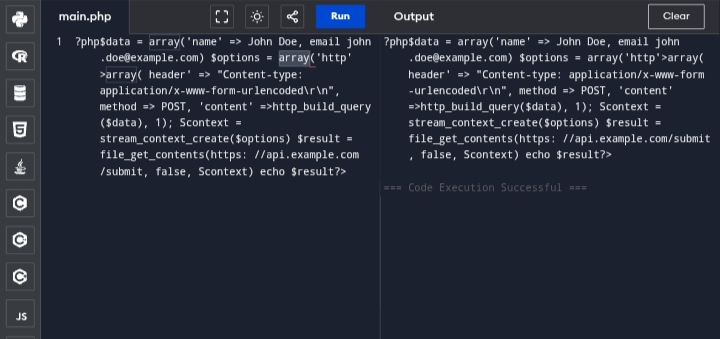 main.php
Run
Output
Clear
1 ?php$data = array('name' => John Doe, email john
.doe@example.com) $options = array('http'
>array( header' => "Content-type:
application/x-www-form-urlencoded\r\n",
method => POST, 'content' =>http_build_query
($data), 1); Scontext =
stream_context_create($options) $result =
file_get_contents(https: //api.example.com
/submit, false, Scontext) echo $result?>
?php$data = array('name' => John Doe, email john
.doe@example.com) $options = array('http'>array(
header' => "Content-type: application/x-www-form
-urlencoded\r\n", method => POST, 'content'
=>http_build_query($data), 1); Scontext =
stream_context_create($options) $result =
file_get_contents(https: //api.example.com/submit
, false, Scontext) echo $result?>
=== Code Execution Successful ===
R
5
C
C
C
JS